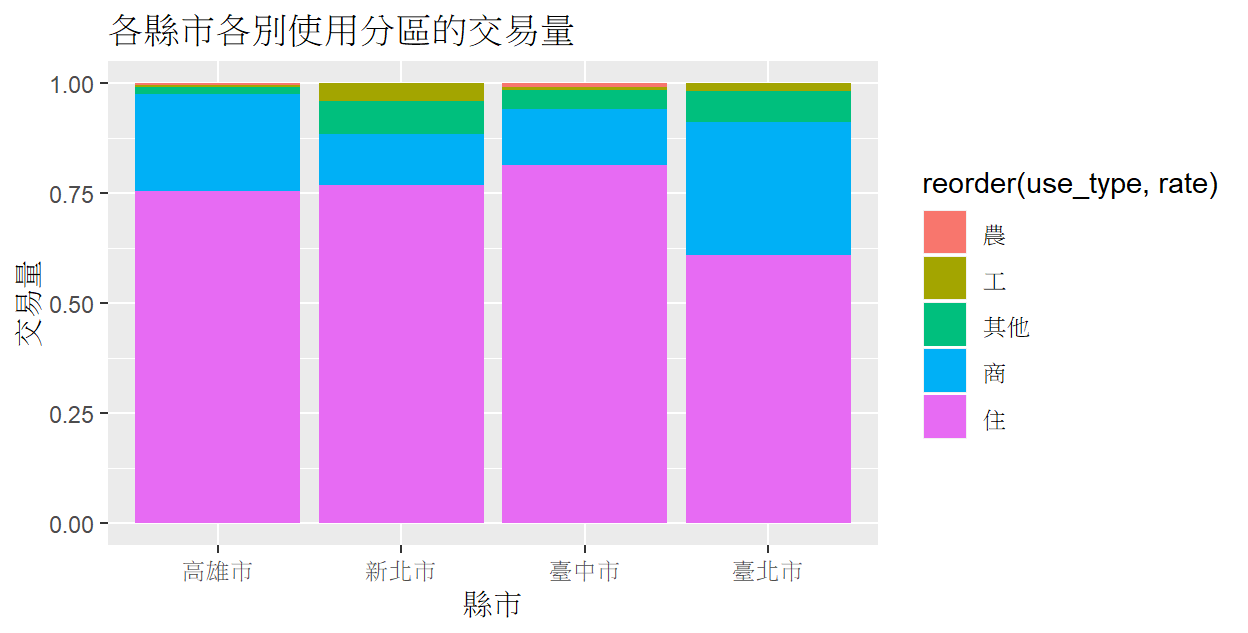 各縣市各別使用分區的交易量
交易量
1.00
0.75
0.50
0.25
0.00
高雄市
新北市
臺中市
臺北市
縣市
reorder(use_type, rate)
農
工
其他
商
住